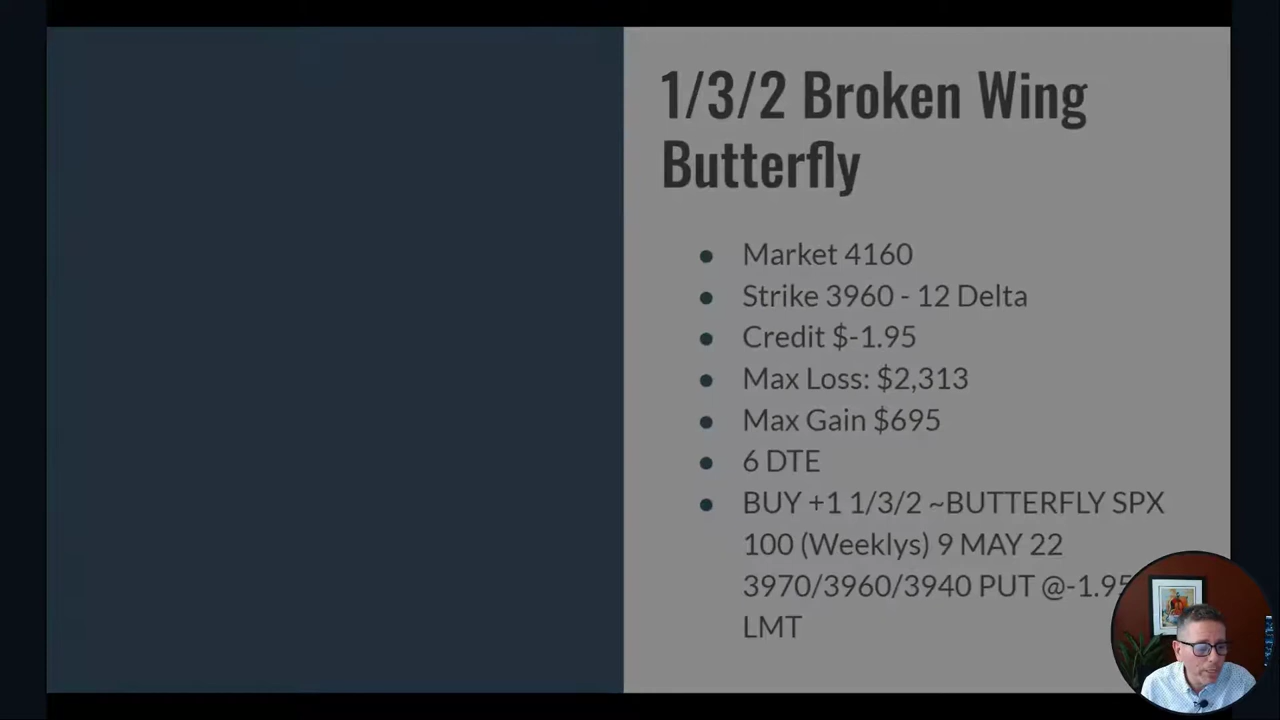 1/3/2 Broken Wing
Butterfly
● Market 4160
● Strike 3960 - 12 Delta
● Credit $-1.95
● Max Loss: $2,313
● Max Gain $695
● 6 DTE
● BUY +1 1/3/2 ~BUTTERFLY SPX
100 (Weeklys) 9 MAY 22
3970/3960/3940 PUT @-1.95
LMT